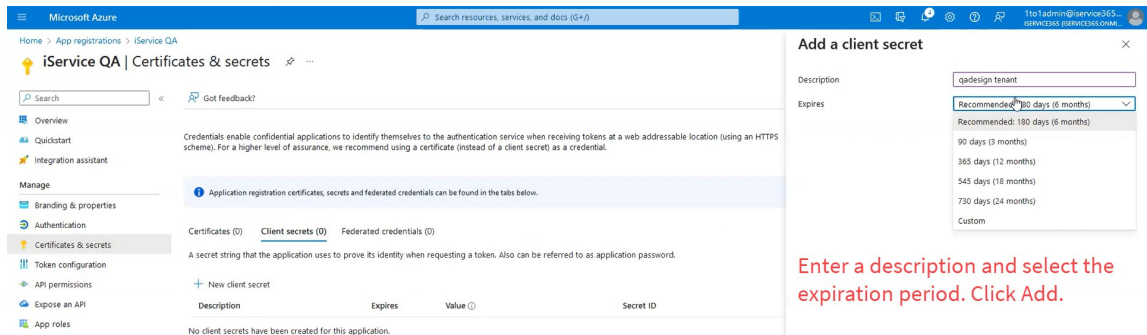 Microsoft Azure
Search resources, services, and docs (G+/)
1to1admin@iservice365...
ISERVICE365 (ISERVICE365.ONMI...
Home > App registrations > iService QA
iService QA | Certificates & secrets
Search
Got feedback?
Overview
Quickstart
Integration assistant
Manage
Branding & properties
Authentication
Certificates & secrets
Token configuration
API permissions
Expose an API
App roles
Credentials enable confidential applications to identify themselves to the authentication service when receiving tokens at a web addressable location (using an HTTPS
scheme). For a higher level of assurance, we recommend using a certificate (instead of a client secret) as a credential.
Application registration certificates, secrets and federated credentials can be found in the tabs below.
Certificates (0) Client secrets (0) Federated credentials (0)
A secret string that the application uses to prove its identity when requesting a token. Also can be referred to as application password.
New client secret
Description Expires Value Secret ID
No client secrets have been created for this application.
Add a client secret
Description qadesign tenant
Expires Recommended: 180 days (6 months)
Recommended: 180 days (6 months)
90 days (3 months)
365 days (12 months)
545 days (18 months)
730 days (24 months)
Custom
Enter a description and select the
expiration period. Click Add.